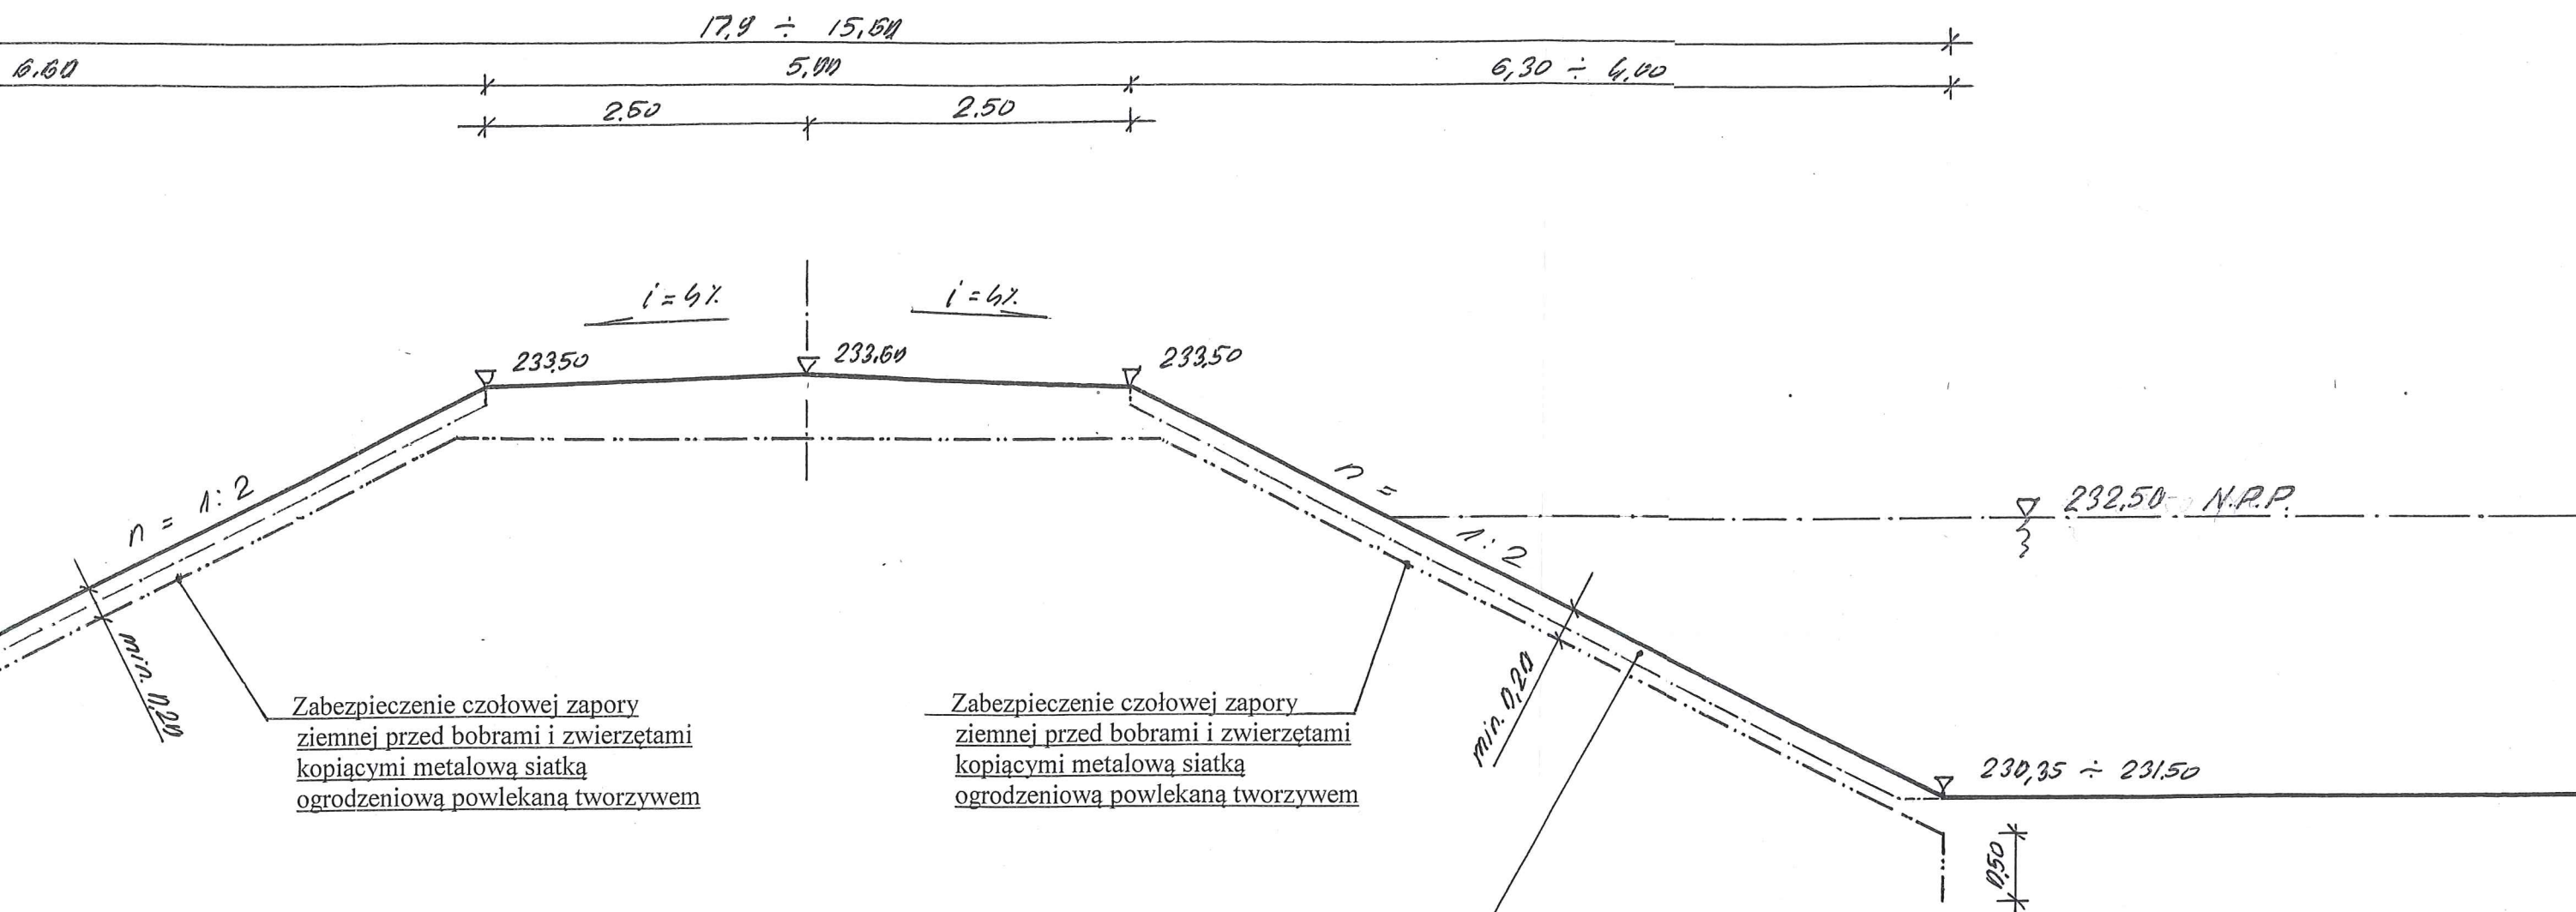 17,9 ÷ 15,60
6.60 5,00 6,30 ÷ 4,00
2.50 2.50
i = 4% i = 4%
233,50 233,60 233,50
n = 1:2
n = 1:2
232,50 N.P.P.
min. 0,20
min. 0,20
Zabezpieczenie czołowej zapory
ziemnej przed bobrami i zwierzętami
kopiącymi metalową siatką
ogrodzeniową powlekaną tworzywem
Zabezpieczenie czołowej zapory
ziemnej przed bobrami i zwierzętami
kopiącymi metalową siatką
ogrodzeniową powlekaną tworzywem
230,35 ÷ 231,50
0,50